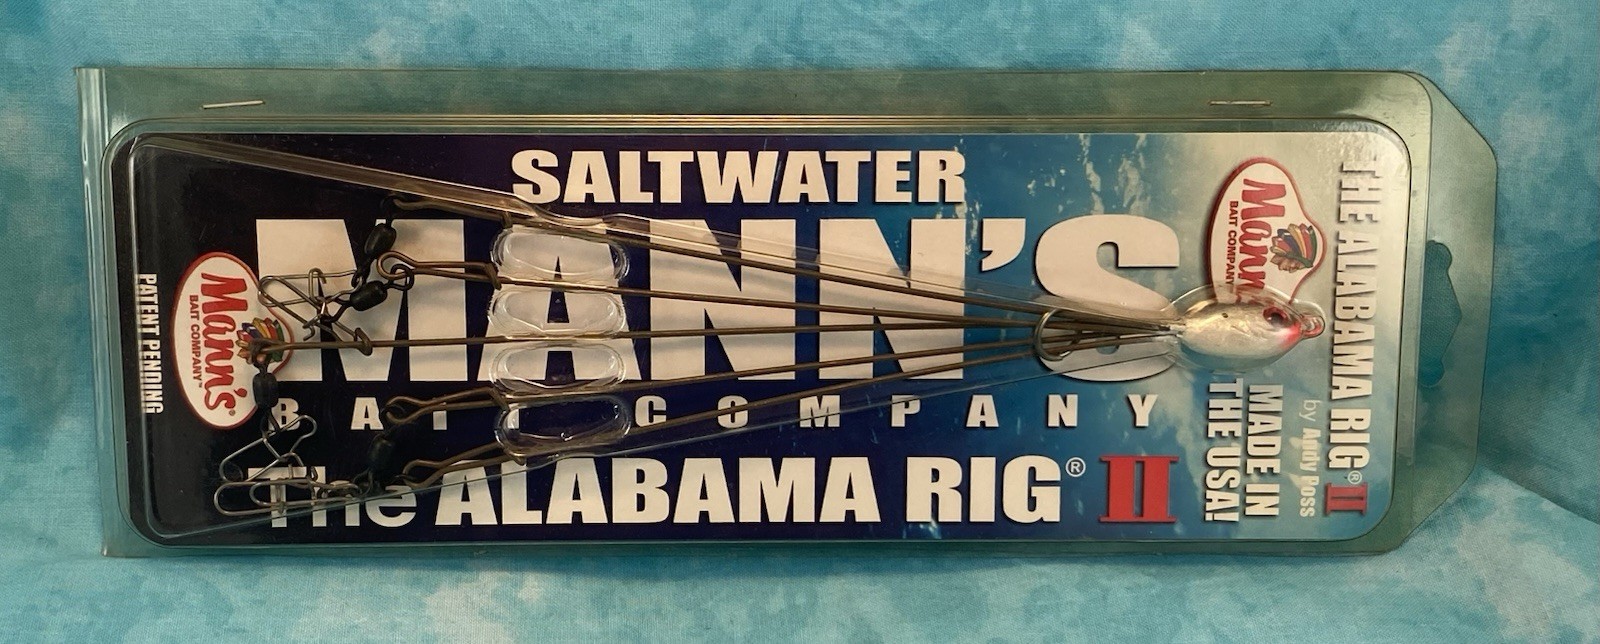 SALTWATER
MANN'S
BAIT COMPANY
The ALABAMA RIG® II
Mann's®
BAIT COMPANY™
PATENT PENDING
Mann's
BAIT COMPANY
THE ALABAMA RIG® II
by Andy Poss
MADE IN
THE USA!